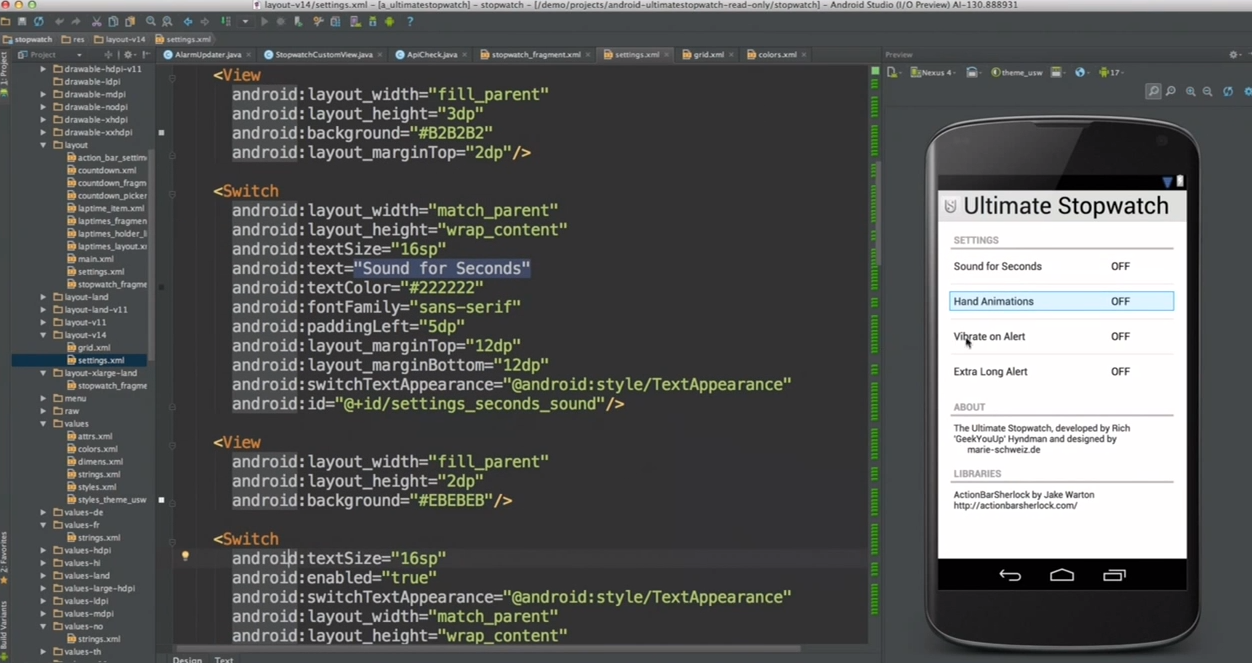 layout-v14/settings.xml - [a_ultimatestopwatch] - stopwatch - [/demo/projects/android-ultimatestopwatch-read-only/stopwatch] - Android Studio (I/O Preview) AI-130.888931
stopwatch res layout-v14 settings.xml
Project
AlarmUpdater.java StopwatchCustomView.java ApiCheck.java stopwatch_fragment.xml settings.xml grid.xml colors.xml
Preview
Nexus 4 theme_usw 17
1: Project
2: Favorites
Build Variants
drawable-hdpi-v11
drawable-ldpi
drawable-mdpi
drawable-nodpi
drawable-xhdpi
drawable-xxhdpi
layout
action_bar_settin
countdown.xml
countdown_fragm
countdown_picker
laptime_item.xml
laptimes_fragmen
laptimes_holder_l
laptimes_layout.x
main.xml
settings.xml
stopwatch_fragme
layout-land
layout-land-v11
layout-v11
layout-v14
grid.xml
settings.xml
layout-xlarge-land
stopwatch_fragme
menu
raw
values
attrs.xml
colors.xml
dimens.xml
strings.xml
styles.xml
styles_theme_usw
values-de
values-fr
strings.xml
values-hdpi
values-hi
values-land
values-large-hdpi
values-ldpi
values-mdpi
values-no
strings.xml
values-th
<View
android:layout_width="fill_parent"
android:layout_height="3dp"
android:background="#B2B2B2"
android:layout_marginTop="2dp"/>
<Switch
android:layout_width="match_parent"
android:layout_height="wrap_content"
android:textSize="16sp"
android:text="Sound for Seconds"
android:textColor="#222222"
android:fontFamily="sans-serif"
android:paddingLeft="5dp"
android:layout_marginTop="12dp"
android:layout_marginBottom="12dp"
android:switchTextAppearance="@android:style/TextAppearance"
android:id="@+id/settings_seconds_sound"/>
<View
android:layout_width="fill_parent"
android:layout_height="2dp"
android:background="#EBEBEB"/>
<Switch
android:textSize="16sp"
android:enabled="true"
android:switchTextAppearance="@android:style/TextAppearance"
android:layout_width="match_parent"
android:layout_height="wrap_content"
Design Text
Ultimate Stopwatch
SETTINGS
Sound for Seconds OFF
Hand Animations OFF
Vibrate on Alert OFF
Extra Long Alert OFF
ABOUT
The Ultimate Stopwatch, developed by Rich
'GeekYouUp' Hyndman and designed by
marie-schweiz.de
LIBRARIES
ActionBarSherlock by Jake Warton
http://actionbarsherlock.com/